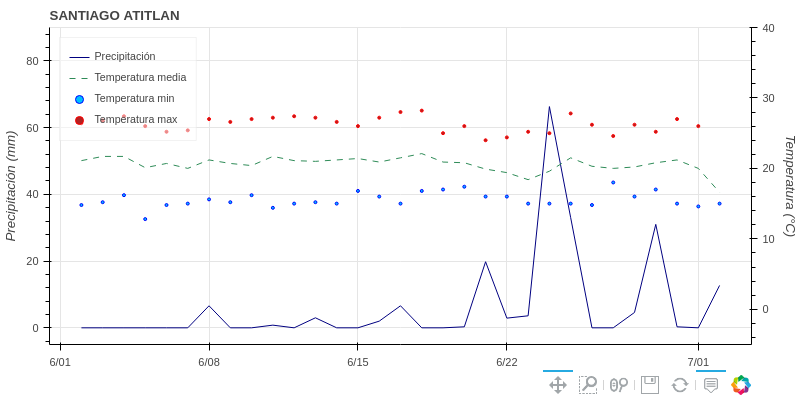 SANTIAGO ATITLAN
Precipitación
Temperatura media
Temperatura min
Temperatura max
Precipitación (mm)
80
60
40
20
0
Temperatura (°C)
40
30
20
10
0
6/01
6/08
6/15
6/22
7/01